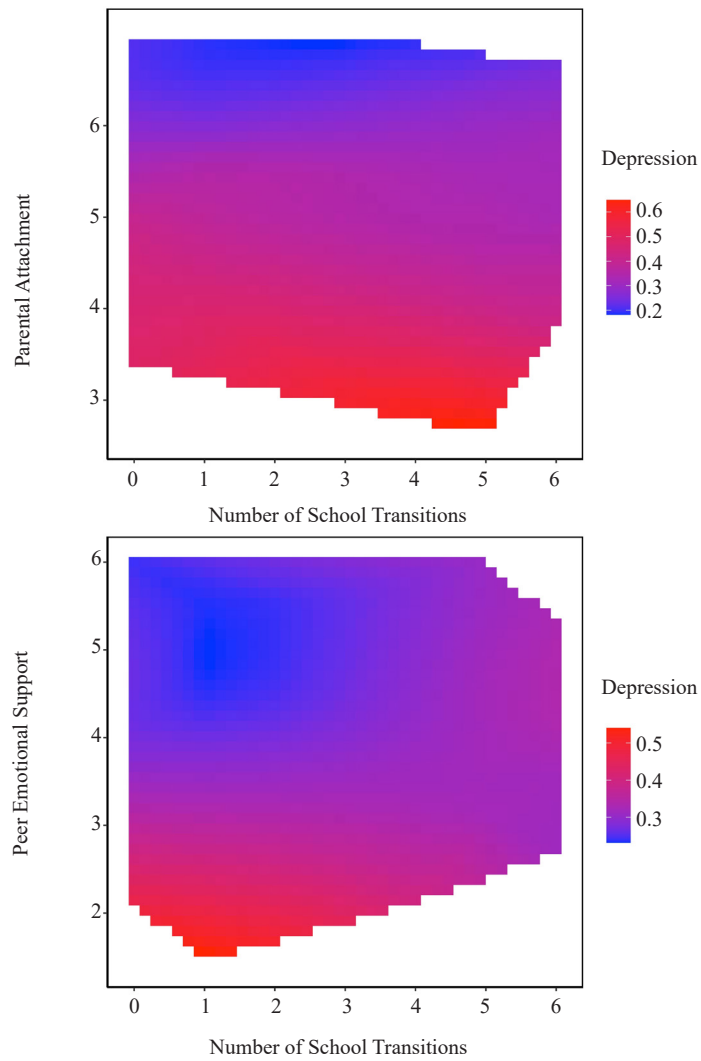 Parental Attachment
6
5
4
3
0 1 2 3 4 5 6
Number of School Transitions
Depression
0.6
0.5
0.4
0.3
0.2
Peer Emotional Support
6
5
4
3
2
0 1 2 3 4 5 6
Number of School Transitions
Depression
0.5
0.4
0.3